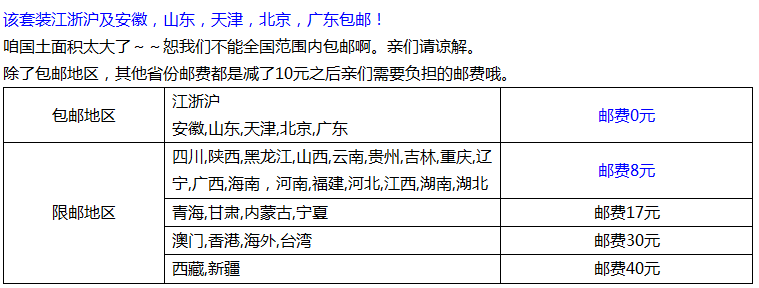 该套装江浙沪及安徽，山东，天津，北京，广东包邮！
咱国土面积太大了～～恕我们不能全国范围内包邮啊。亲们请谅解。
除了包邮地区，其他省份邮费都是减了10元之后亲们需要负担的邮费哦。
包邮地区
江浙沪
安徽,山东,天津,北京,广东
邮费0元
限邮地区
四川,陕西,黑龙江,山西,云南,贵州,吉林,重庆,辽
宁,广西,海南，河南,福建,河北,江西,湖南,湖北
邮费8元
青海,甘肃,内蒙古,宁夏
邮费17元
澳门,香港,海外,台湾
邮费30元
西藏,新疆
邮费40元